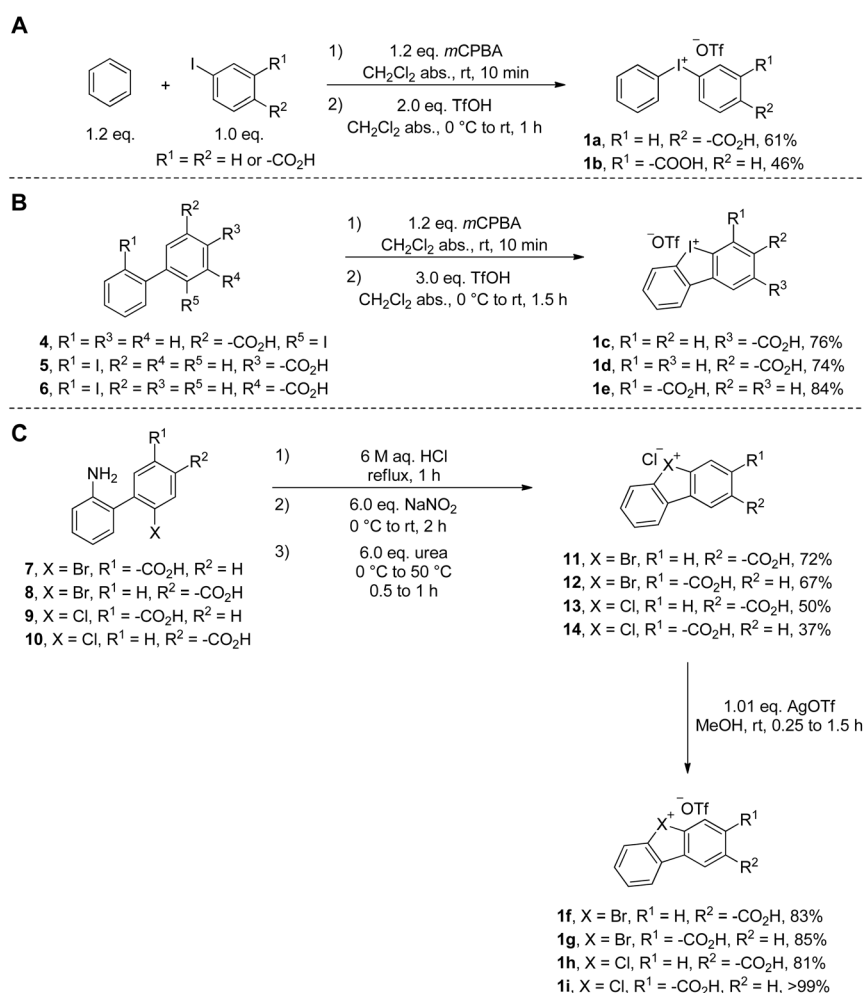 A
+
I
R¹
R²
1.2 eq.
1.0 eq.
R¹ = R² = H or -CO₂H
1) 1.2 eq. mCPBA
CH₂Cl₂ abs., rt, 10 min
2) 2.0 eq. TfOH
CH₂Cl₂ abs., 0 °C to rt, 1 h
⁻OTf
I⁺
R¹
R²
1a, R¹ = H, R² = -CO₂H, 61%
1b, R¹ = -COOH, R² = H, 46%
B
R¹
R²
R³
R⁴
R⁵
4, R¹ = R³ = R⁴ = H, R² = -CO₂H, R⁵ = I
5, R¹ = I, R² = R⁴ = R⁵ = H, R³ = -CO₂H
6, R¹ = I, R² = R³ = R⁵ = H, R⁴ = -CO₂H
1) 1.2 eq. mCPBA
CH₂Cl₂ abs., rt, 10 min
2) 3.0 eq. TfOH
CH₂Cl₂ abs., 0 °C to rt, 1.5 h
⁻OTf I⁺
R¹
R²
R³
1c, R¹ = R² = H, R³ = -CO₂H, 76%
1d, R¹ = R³ = H, R² = -CO₂H, 74%
1e, R¹ = -CO₂H, R² = R³ = H, 84%
C
NH₂
R¹
R²
X
7, X = Br, R¹ = -CO₂H, R² = H
8, X = Br, R¹ = H, R² = -CO₂H
9, X = Cl, R¹ = -CO₂H, R² = H
10, X = Cl, R¹ = H, R² = -CO₂H
1) 6 M aq. HCl
reflux, 1 h
2) 6.0 eq. NaNO₂
0 °C to rt, 2 h
3) 6.0 eq. urea
0 °C to 50 °C
0.5 to 1 h
Cl⁻ X⁺
R¹
R²
11, X = Br, R¹ = H, R² = -CO₂H, 72%
12, X = Br, R¹ = -CO₂H, R² = H, 67%
13, X = Cl, R¹ = H, R² = -CO₂H, 50%
14, X = Cl, R¹ = -CO₂H, R² = H, 37%
1.01 eq. AgOTf
MeOH, rt, 0.25 to 1.5 h
⁻OTf
X⁺
R¹
R²
1f, X = Br, R¹ = H, R² = -CO₂H, 83%
1g, X = Br, R¹ = -CO₂H, R² = H, 85%
1h, X = Cl, R¹ = H, R² = -CO₂H, 81%
1i, X = Cl, R¹ = -CO₂H, R² = H, >99%